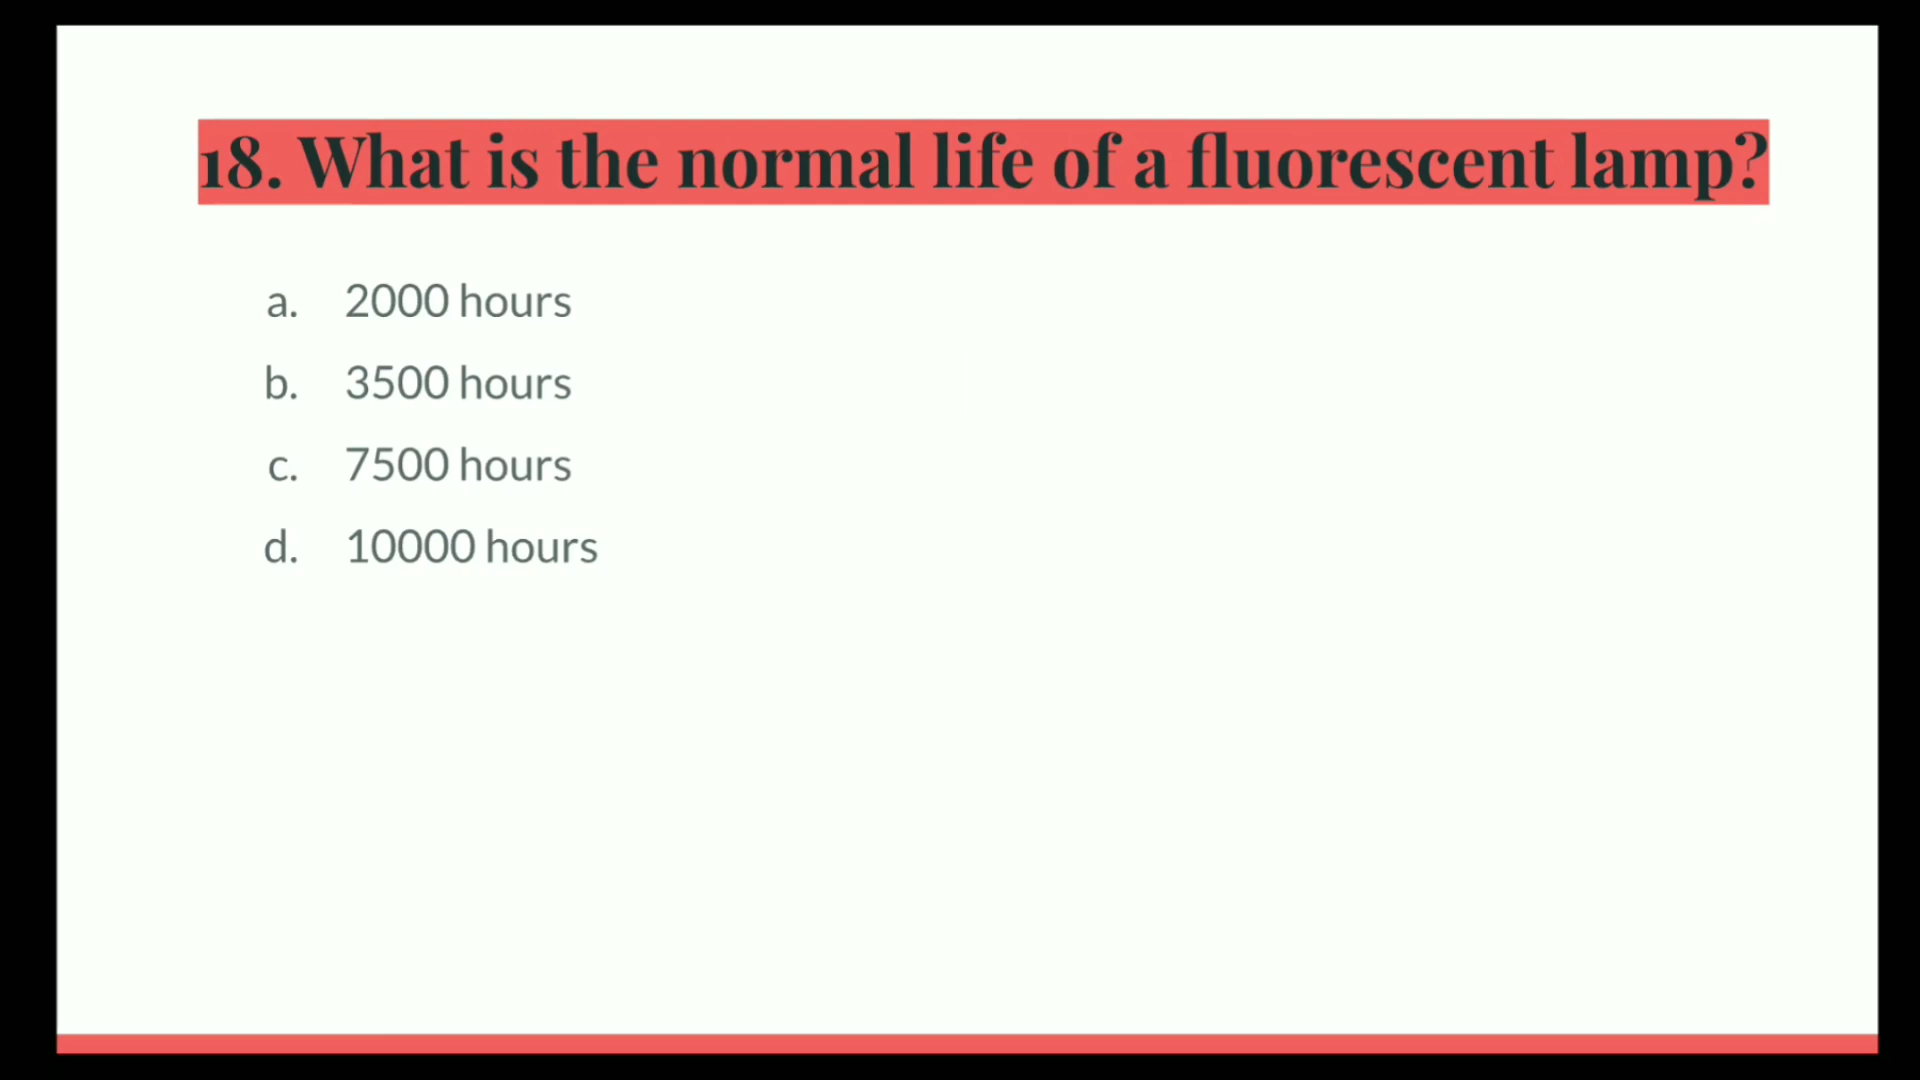 18. What is the normal life of a fluorescent lamp?
a. 2000 hours
b. 3500 hours
c. 7500 hours
d. 10000 hours